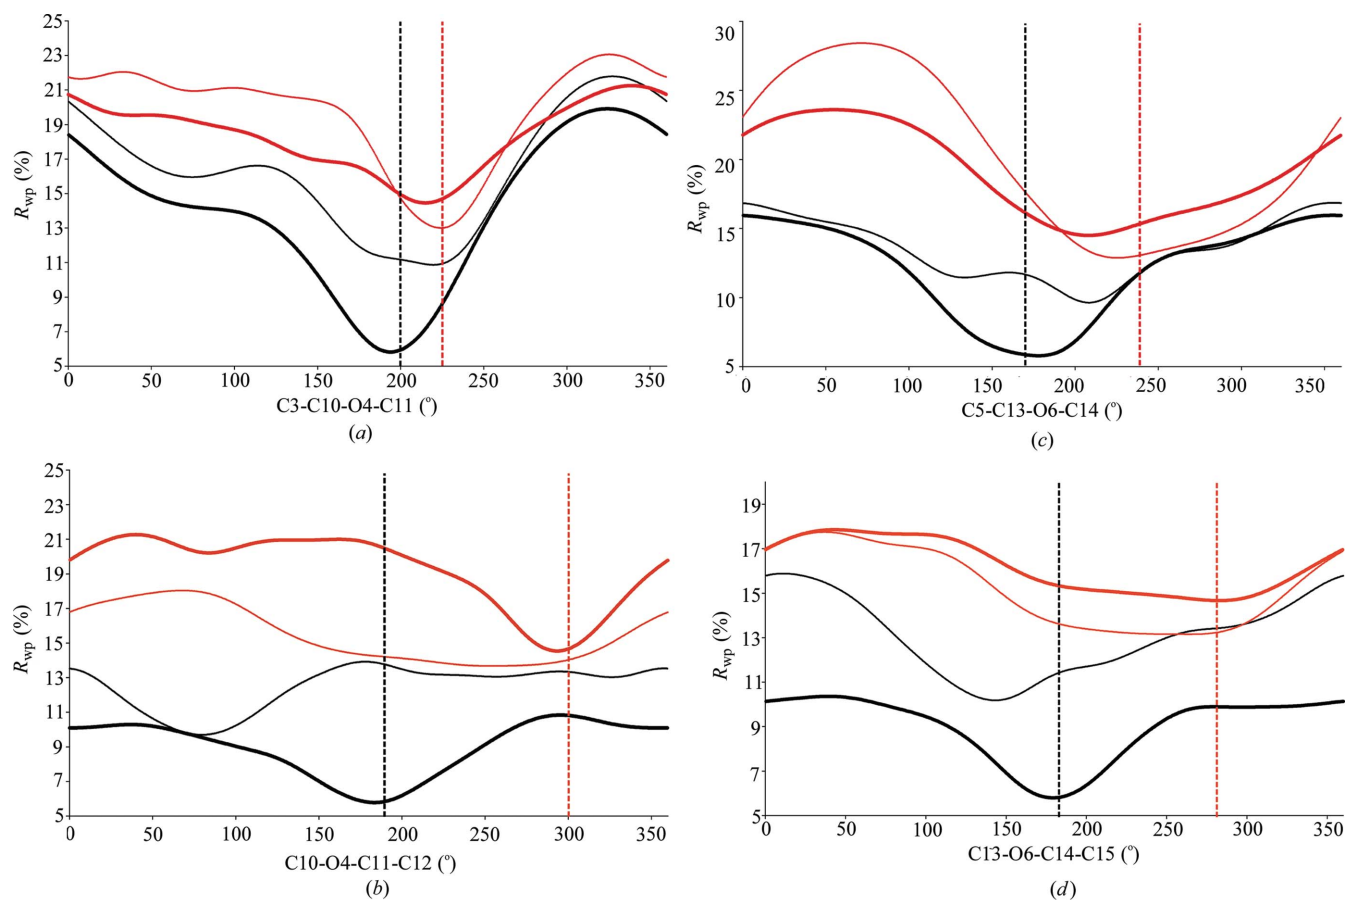 25
23
21
19
17
15
13
11
9
7
5
R_wp (%)
0 50 100 150 200 250 300 350
C3-C10-O4-C11 (°)
(a)
30
25
20
15
10
5
R_wp (%)
0 50 100 150 200 250 300 350
C5-C13-O6-C14 (°)
(c)
25
23
21
19
17
15
13
11
9
7
5
R_wp (%)
0 50 100 150 200 250 300 350
C10-O4-C11-C12 (°)
(b)
19
17
15
13
11
9
7
5
R_wp (%)
0 50 100 150 200 250 300 350
C13-O6-C14-C15 (°)
(d)